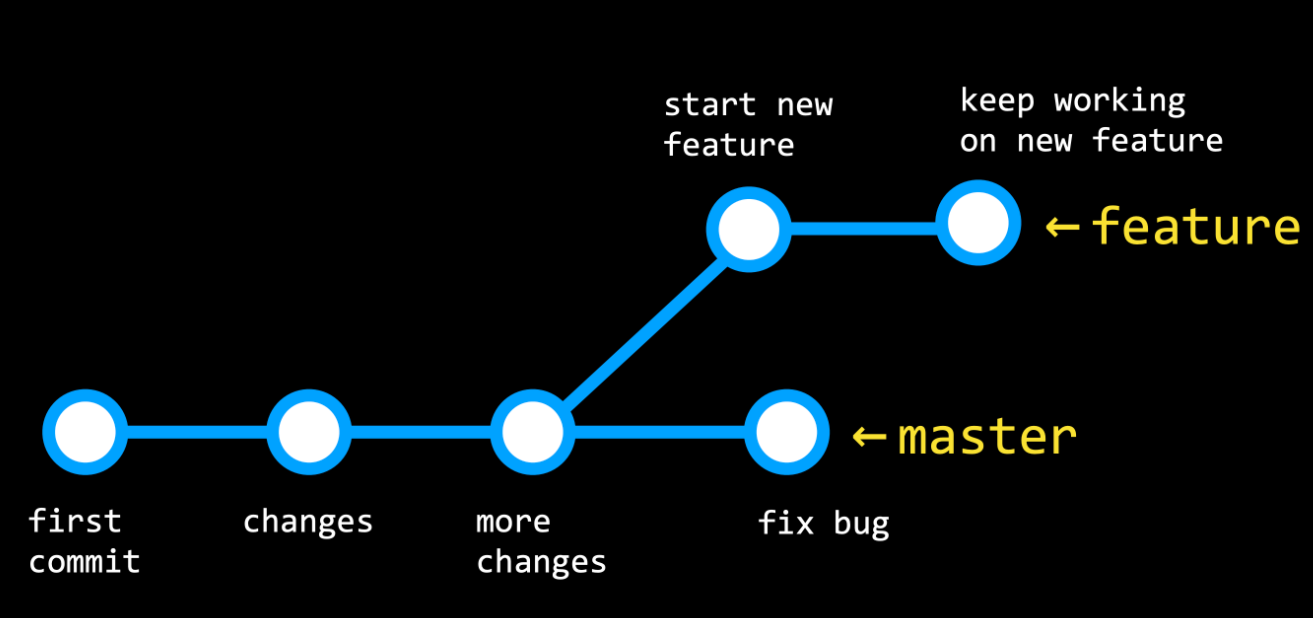 start new
feature
keep working
on new feature
←feature
←master
first
commit
changes
more
changes
fix bug